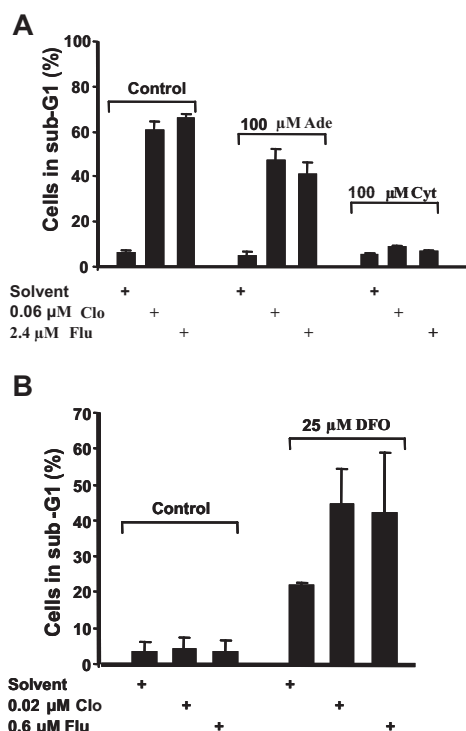 A
Cells in sub-G1 (%)
100
80
60
40
20
0
Control
100 µM Ade
100 µM Cyt
Solvent + + +
0.06 µM Clo + + +
2.4 µM Flu + + +
B
Cells in sub -G1 (%)
70
60
50
40
30
20
10
0
Control
25 µM DFO
Solvent + +
0.02 µM Clo + +
0.6 µM Flu + +